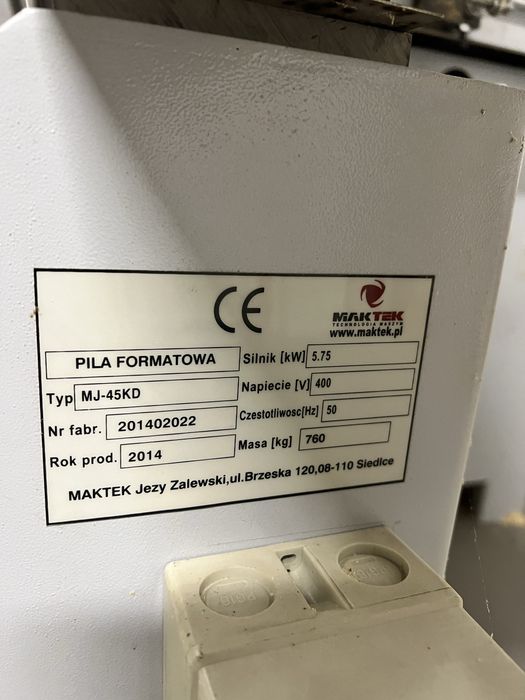 CE
MAKTEK
TECHNOLOGIA MASZYN
www.maktek.pl
PILA FORMATOWA
Silnik [kW] 5.75
Typ MJ-45KD
Napiecie [V] 400
Nr fabr. 201402022
Czestotliwosc[Hz] 50
Rok prod. 2014
Masa [kg] 760
MAKTEK Jezy Zalewski,ul.Brzeska 120,08-110 Siedlce